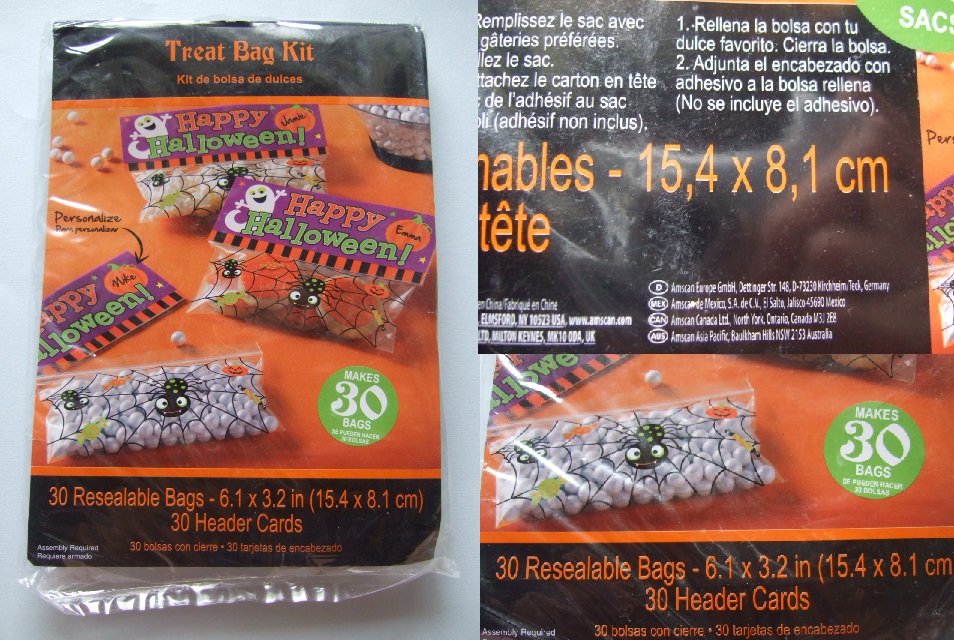 Treat Bag Kit
Kit de bolsa de dulces
Happy
Halloween!
Happy
Halloween!
Emma
Personalize
Para personalizar
Mike
appy
lloween!
MAKES
30
BAGS
SE PUEDEN HACER
30 BOLSAS
30 Resealable Bags - 6.1 x 3.2 in (15.4 x 8.1 cm)
30 Header Cards
Assembly Required
Requiere armado
30 bolsas con cierre • 30 tarjetas de encabezado
Remplissez le sac avec
gâteries préférées.
llez le sac.
ttachez le carton en tête
c de l'adhésif au sac
pli (adhésif non inclus).
1. Rellena la bolsa con tu
dulce favorito. Cierra la bolsa.
2. Adjunta el encabezado con
adhesivo a la bolsa rellena
(No se incluye el adhesivo).
SACS
Pers
nables - 15,4 x 8,1 cm
tête
en China/Fabriqué en Chine
ELMSFORD, NY 10523 USA, www.amscan.com
LTD, MILTON KEYNES, MK10 0DA, UK
D Amscan Europe GmbH, Dettinger Str. 148, D-73230 Kirchheim/Teck, Germany
MEX Amscan de Mexico, S.A. de C.V., El Salto, Jalisco 45680 Mexico
CAN Amscan Canada Ltd., North York, Ontario, Canada M3J 2E8
AUS Amscan Asia Pacific, Baulkham Hills NSW 2153 Australia
MAKES
30
BAGS
SE PUEDEN HACER
30 BOLSAS
30 Resealable Bags - 6.1 x 3.2 in (15.4 x 8.1 cm
30 Header Cards
Assembly Required
30 bolsas con cierre • 30 tarjetas de encabezado